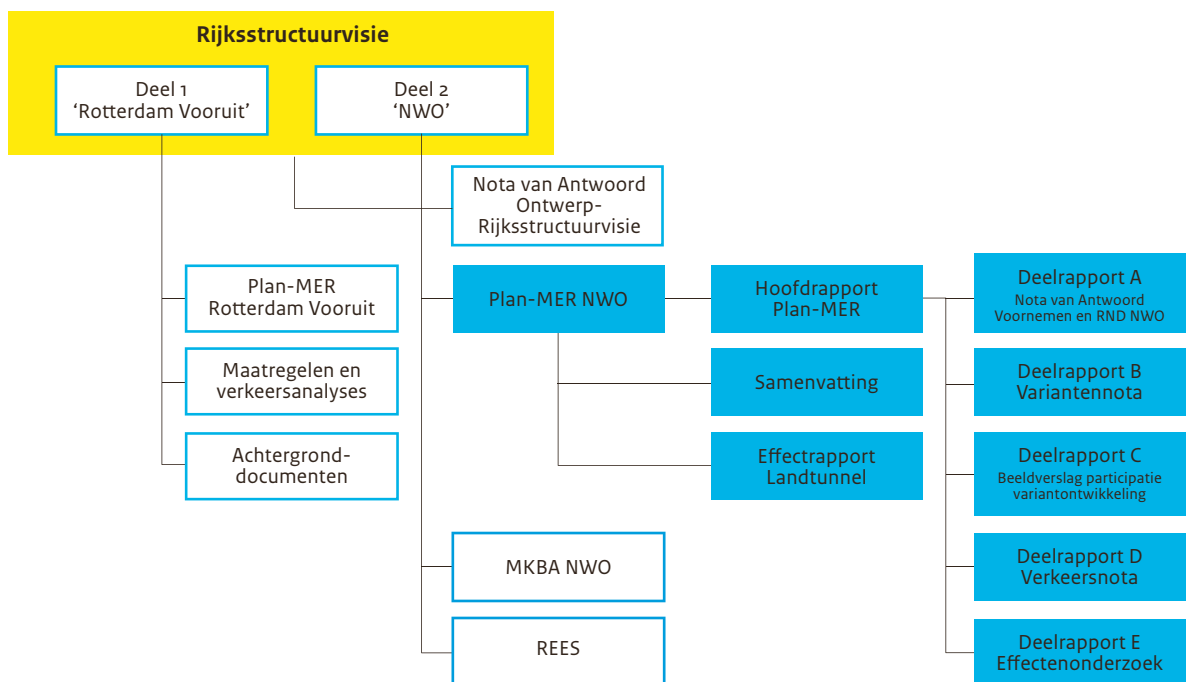 Rijksstructuurvisie
Deel 1
‘Rotterdam Vooruit’
Deel 2
‘NWO’
Nota van Antwoord
Ontwerp-
Rijksstructuurvisie
Plan-MER
Rotterdam Vooruit
Maatregelen en
verkeersanalyses
Achtergrond-
documenten
Plan-MER NWO
Hoofdrapport
Plan-MER
Samenvatting
Effectrapport
Landtunnel
Deelrapport A
Nota van Antwoord
Voornemen en RND NWO
Deelrapport B
Variantennota
Deelrapport C
Beeldverslag participatie
variantontwikkeling
Deelrapport D
Verkeersnota
Deelrapport E
Effectenonderzoek
MKBA NWO
REES